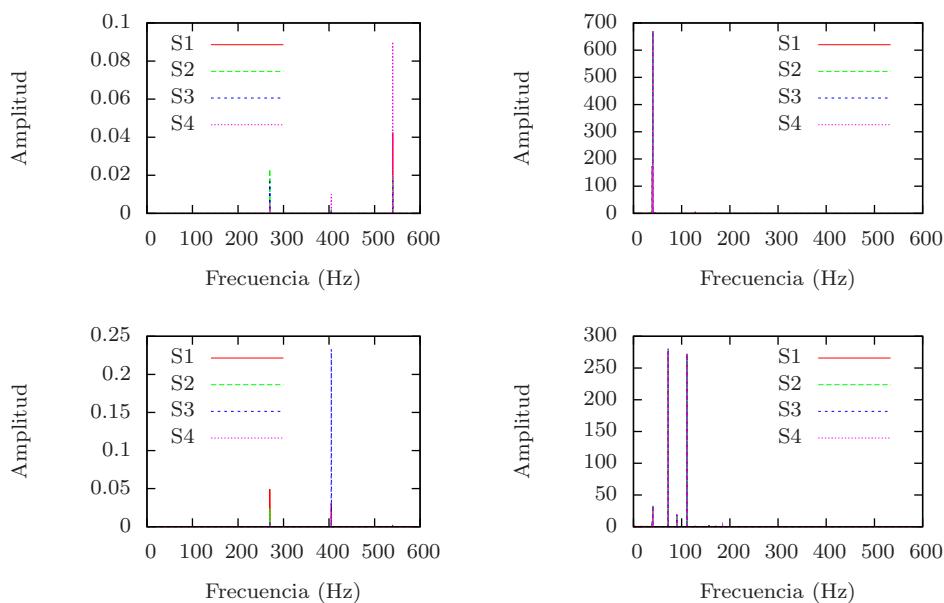 0.1
0.08
0.06
0.04
0.02
0
0 100 200 300 400 500 600
Amplitud
Frecuencia (Hz)
S1
S2
S3
S4
700
600
500
400
300
200
100
0
0 100 200 300 400 500 600
Amplitud
Frecuencia (Hz)
S1
S2
S3
S4
0.25
0.2
0.15
0.1
0.05
0
0 100 200 300 400 500 600
Amplitud
Frecuencia (Hz)
S1
S2
S3
S4
300
250
200
150
100
50
0
0 100 200 300 400 500 600
Amplitud
Frecuencia (Hz)
S1
S2
S3
S4